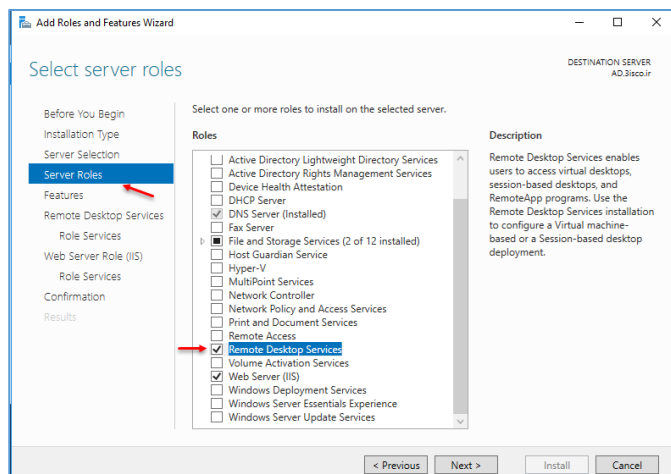 Add Roles and Features Wizard
Select server roles
DESTINATION SERVER
AD.3isco.ir
Before You Begin
Installation Type
Server Selection
Server Roles
Features
Remote Desktop Services
Role Services
Web Server Role (IIS)
Role Services
Confirmation
Results
Select one or more roles to install on the selected server.
Roles
Active Directory Lightweight Directory Services
Active Directory Rights Management Services
Device Health Attestation
DHCP Server
DNS Server (Installed)
Fax Server
File and Storage Services (2 of 12 installed)
Host Guardian Service
Hyper-V
MultiPoint Services
Network Controller
Network Policy and Access Services
Print and Document Services
Remote Access
Remote Desktop Services
Volume Activation Services
Web Server (IIS)
Windows Deployment Services
Windows Server Essentials Experience
Windows Server Update Services
Description
Remote Desktop Services enables
users to access virtual desktops,
session-based desktops, and
RemoteApp programs. Use the
Remote Desktop Services installation
to configure a Virtual machine-
based or a Session-based desktop
deployment.
< Previous
Next >
Install
Cancel